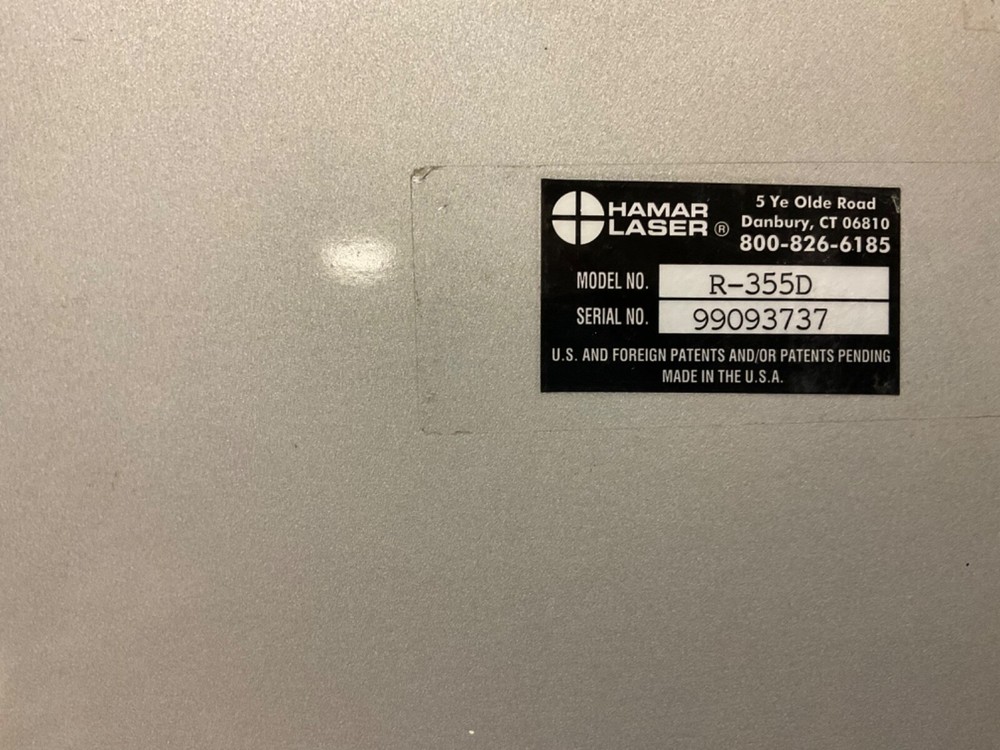 HAMAR
LASER ®
5 Ye Olde Road
Danbury, CT 06810
800-826-6185
MODEL NO. R-355D
SERIAL NO. 99093737
U.S. AND FOREIGN PATENTS AND/OR PATENTS PENDING
MADE IN THE U.S.A.